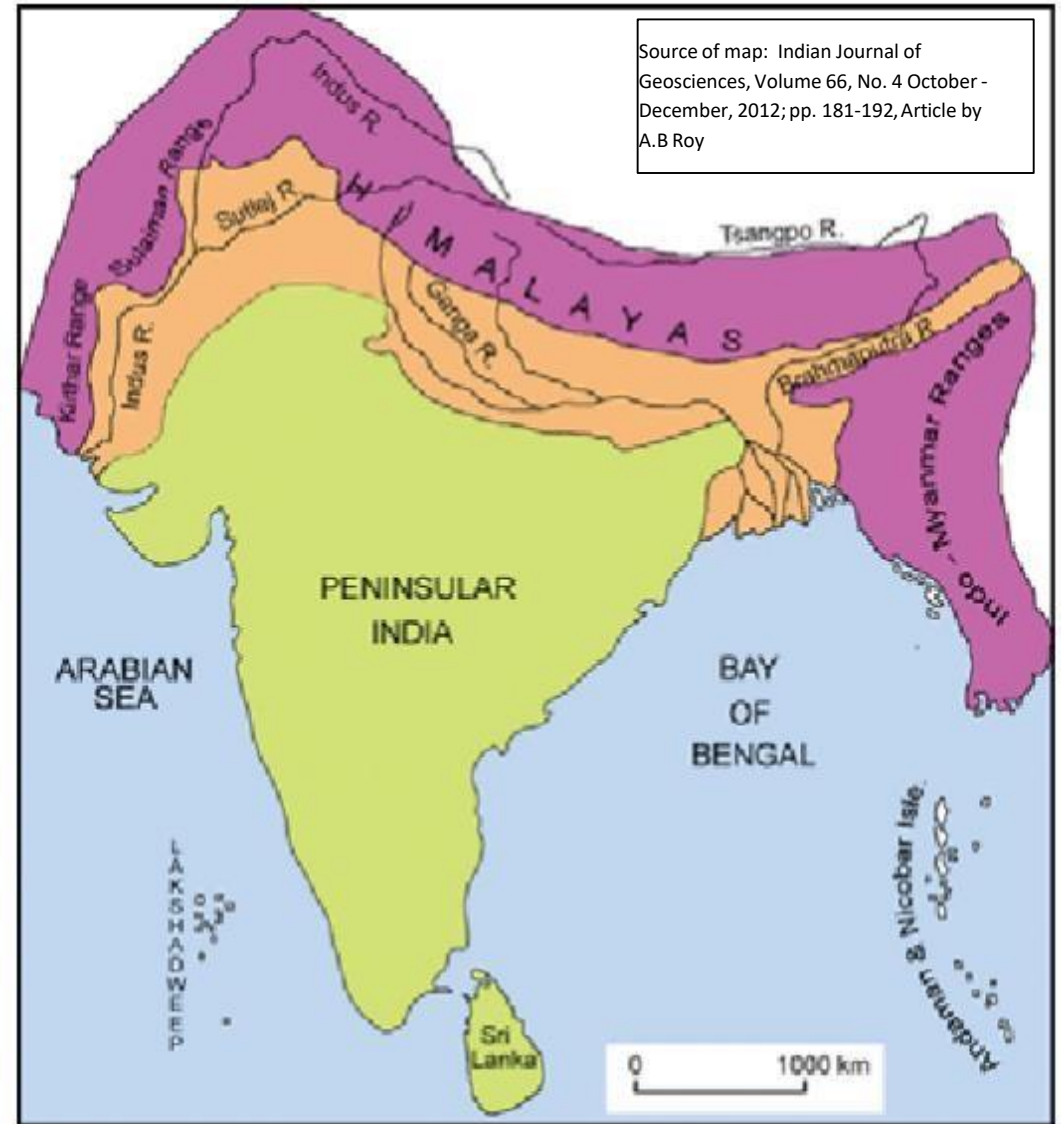 Source of map: Indian Journal of
Geosciences, Volume 66, No. 4 October -
December, 2012; pp. 181-192, Article by
A.B Roy
Indus R.
Sulaiman Range
Sutlej R.
Kirthar Range
Indus R.
H I M A L A Y A S
Tsangpo R.
Ganga R.
Brahmaputra R.
Indo - Myanmar Ranges
PENINSULAR
INDIA
ARABIAN
SEA
BAY
OF
BENGAL
LAKSHADWEEP
Andaman & Nicobar Isle.
Sri
Lanka
0 1000 km